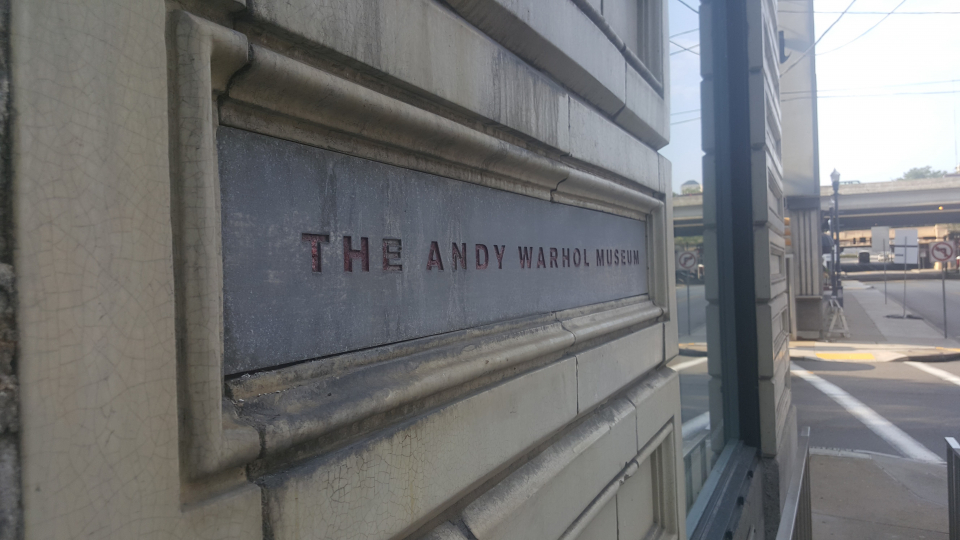 THE ANDY WARHOL MUSEUM